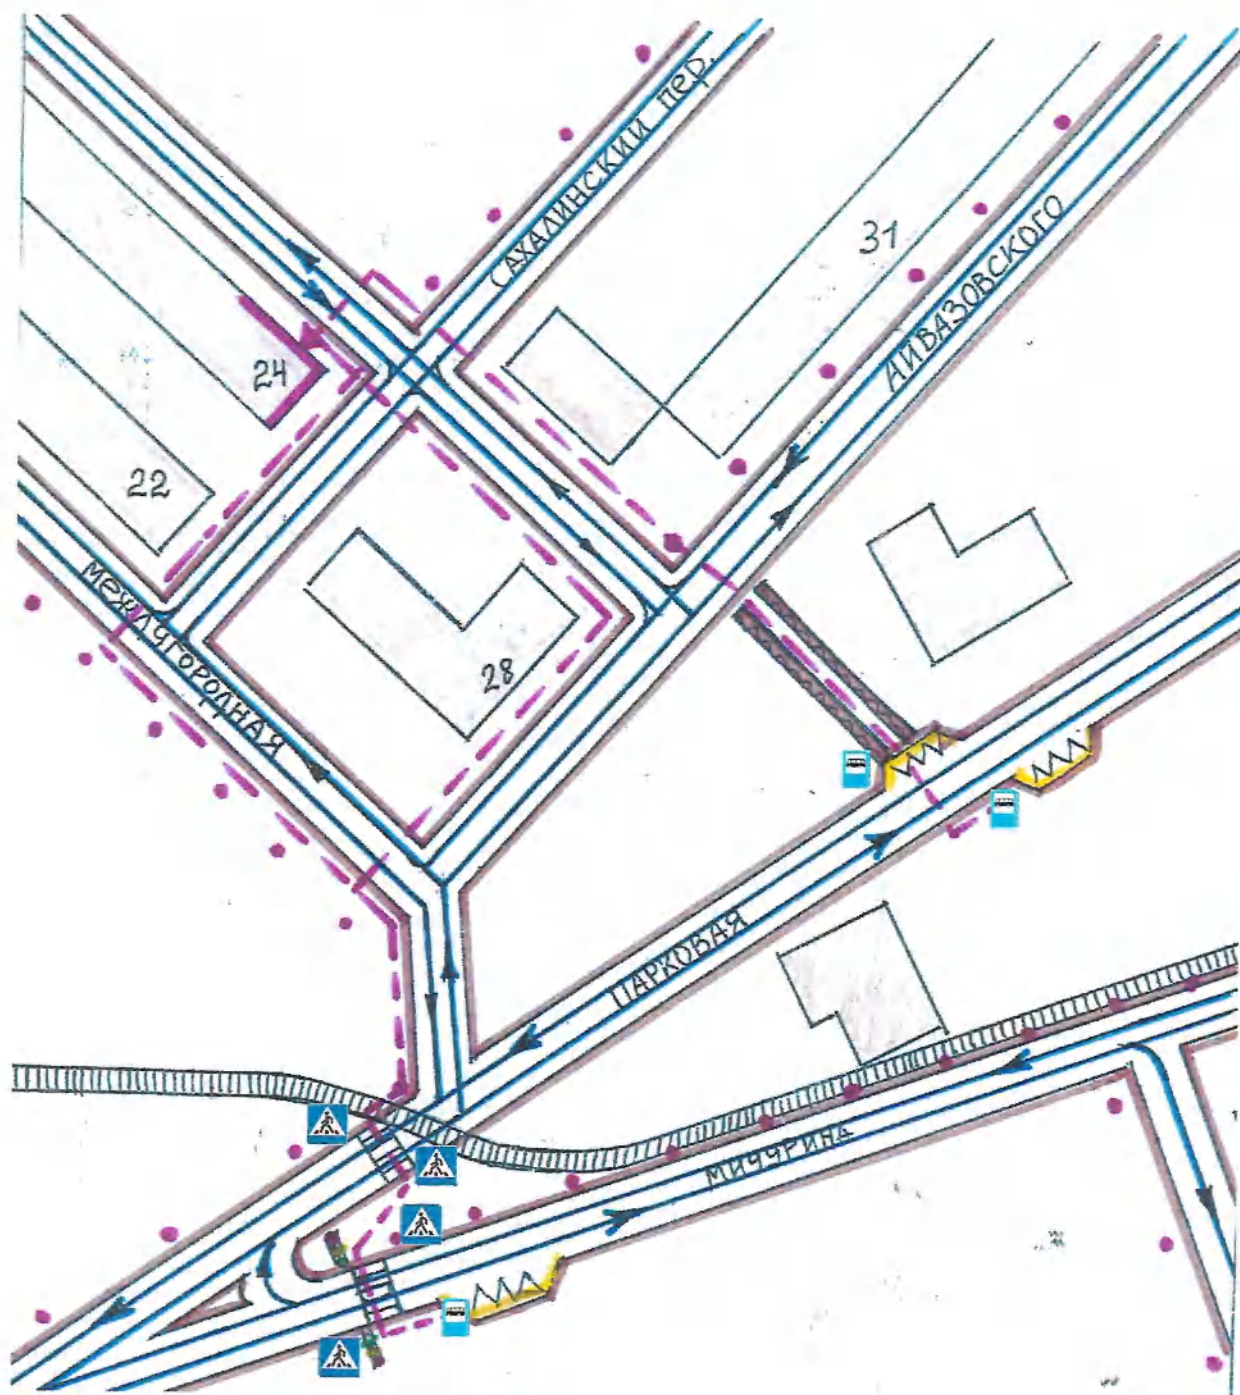 САХАЛИНСКИЙ пер.
31
АЙВАЗОВСКОГО
24
22
МЕЖДУГОРОДНАЯ
28
ПАРКОВАЯ
МИЧУРИНА